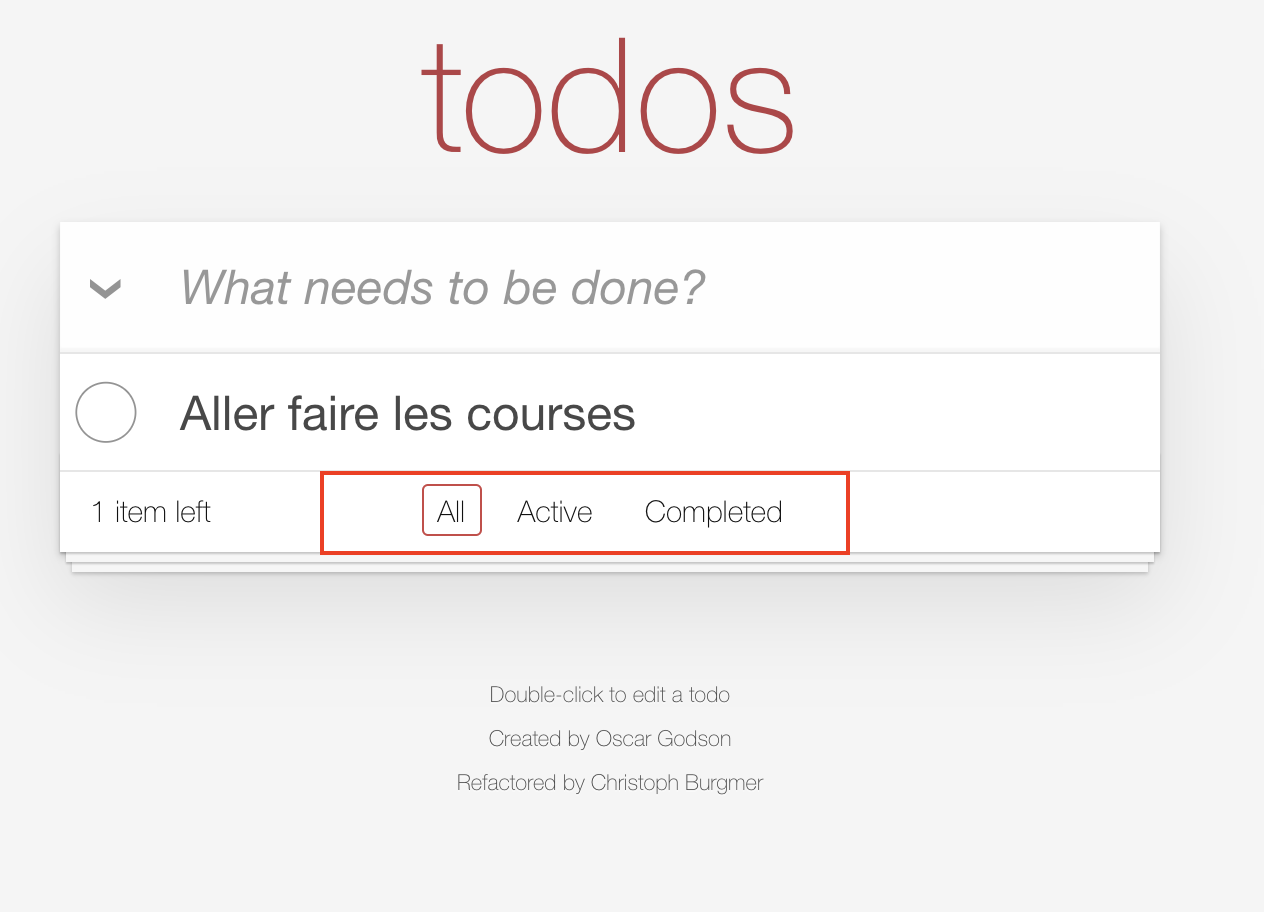 todos
What needs to be done?
Aller faire les courses
1 item left All Active Completed
Double-click to edit a todo
Created by Oscar Godson
Refactored by Christoph Burgmer